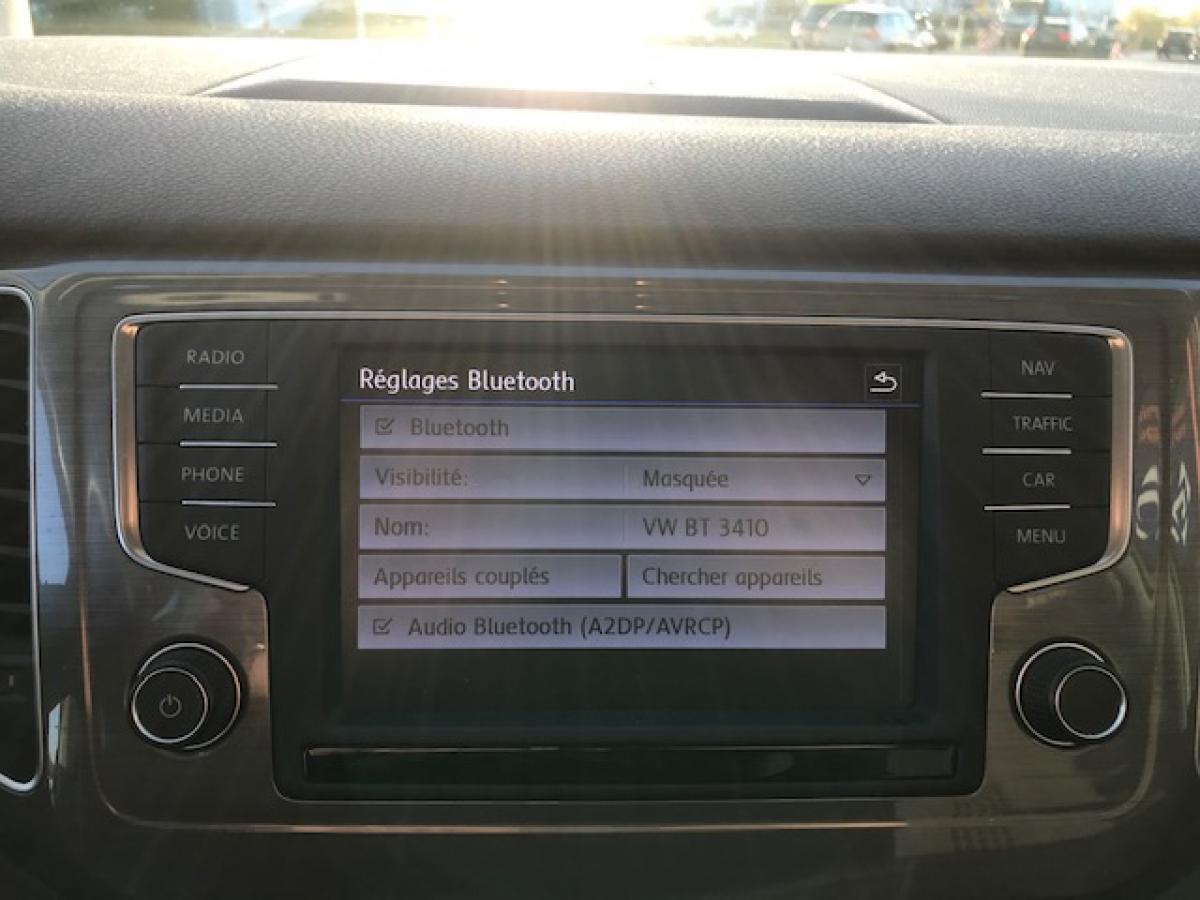 RADIO
MEDIA
PHONE
VOICE
Réglages Bluetooth
Bluetooth
Visibilité: Masquée
Nom: VW BT 3410
Appareils couplés Chercher appareils
Audio Bluetooth (A2DP/AVRCP)
NAV
TRAFFIC
CAR
MENU